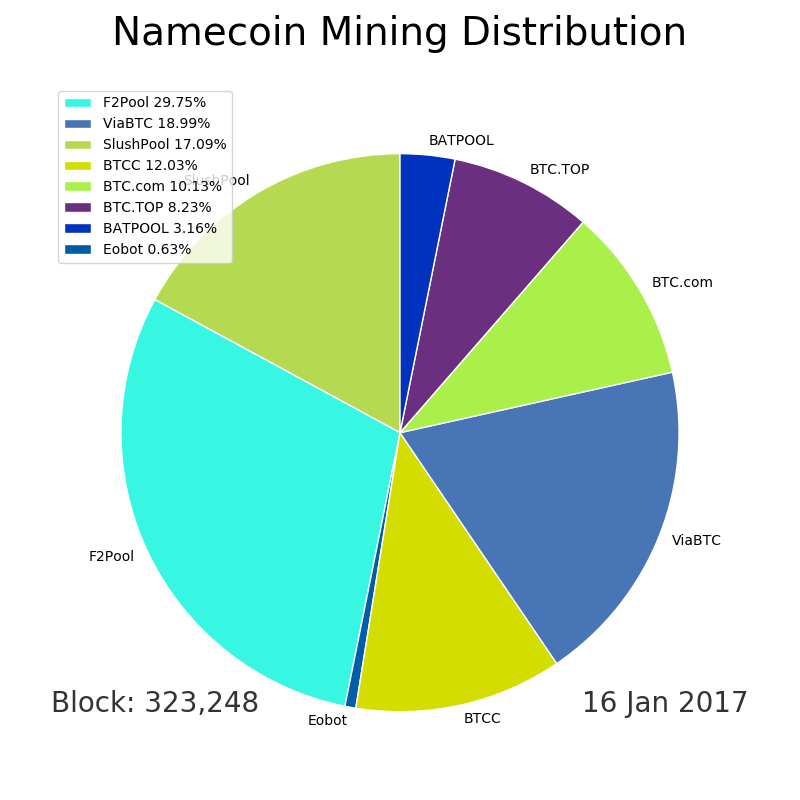 Namecoin Mining Distribution
F2Pool 29.75%
ViaBTC 18.99%
SlushPool 17.09%
BTCC 12.03%
BTC.com 10.13%
BTC.TOP 8.23%
BATPOOL 3.16%
Eobot 0.63%
BATPOOL
BTC.TOP
SlushPool
BTC.com
ViaBTC
F2Pool
Block: 323,248
16 Jan 2017
Eobot
BTCC